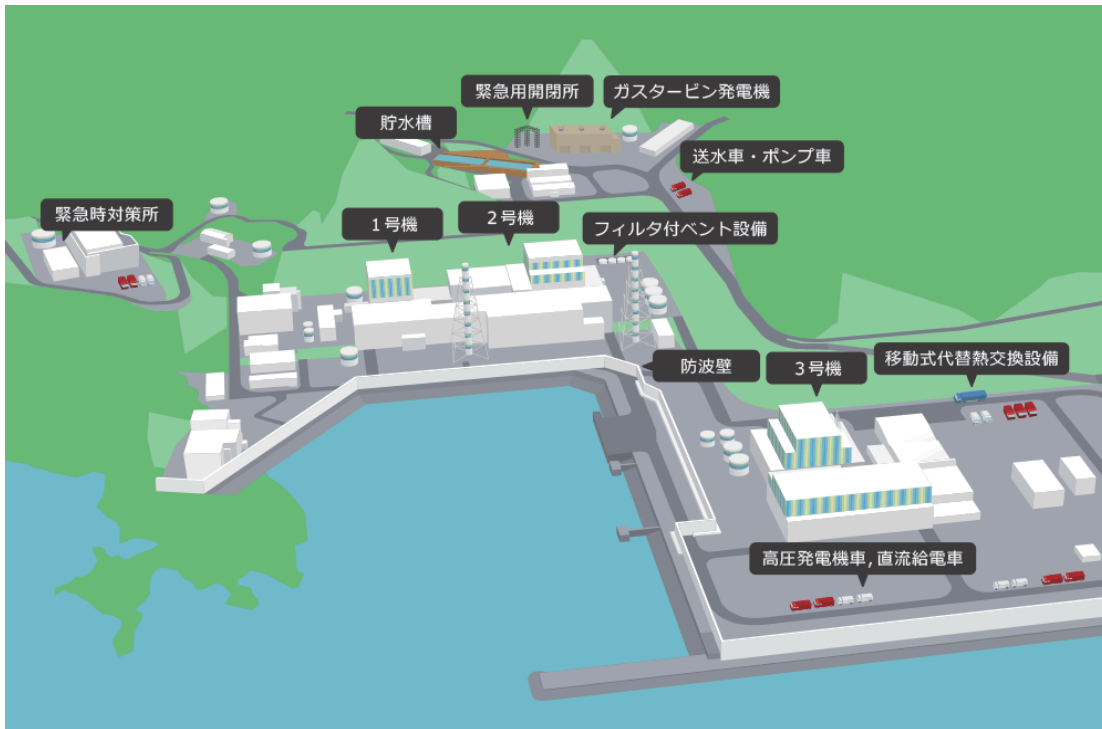 緊急用開閉所
ガスタービン発電機
貯水槽
送水車・ポンプ車
緊急時対策所
1号機
2号機
フィルタ付ベント設備
防波壁
3号機
移動式代替熱交換設備
高圧発電機車,直流給電車